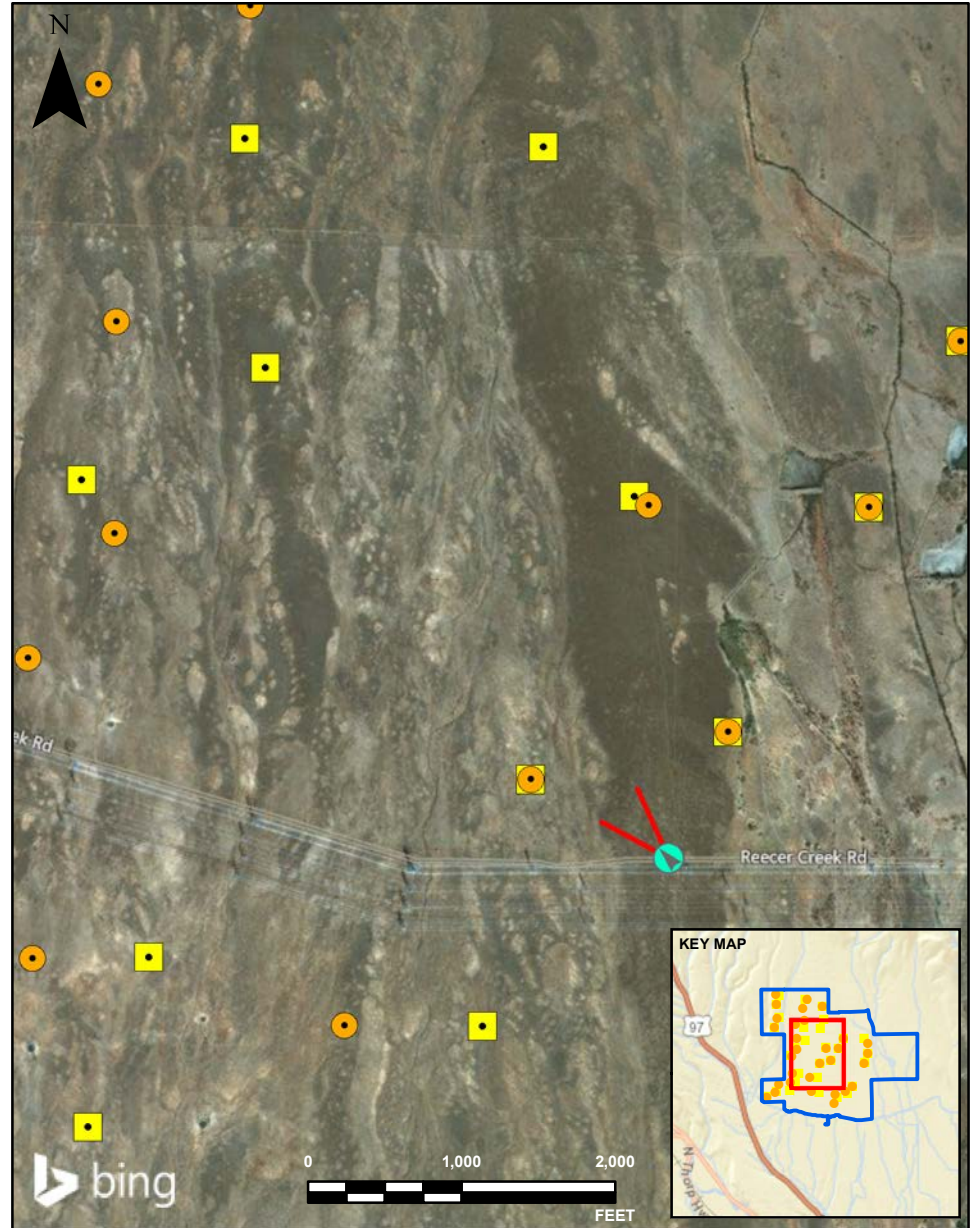 N
ek Rd
Reecer Creek Rd
KEY MAP
97
N Thorp Hw
bing
0 1,000 2,000
FEET